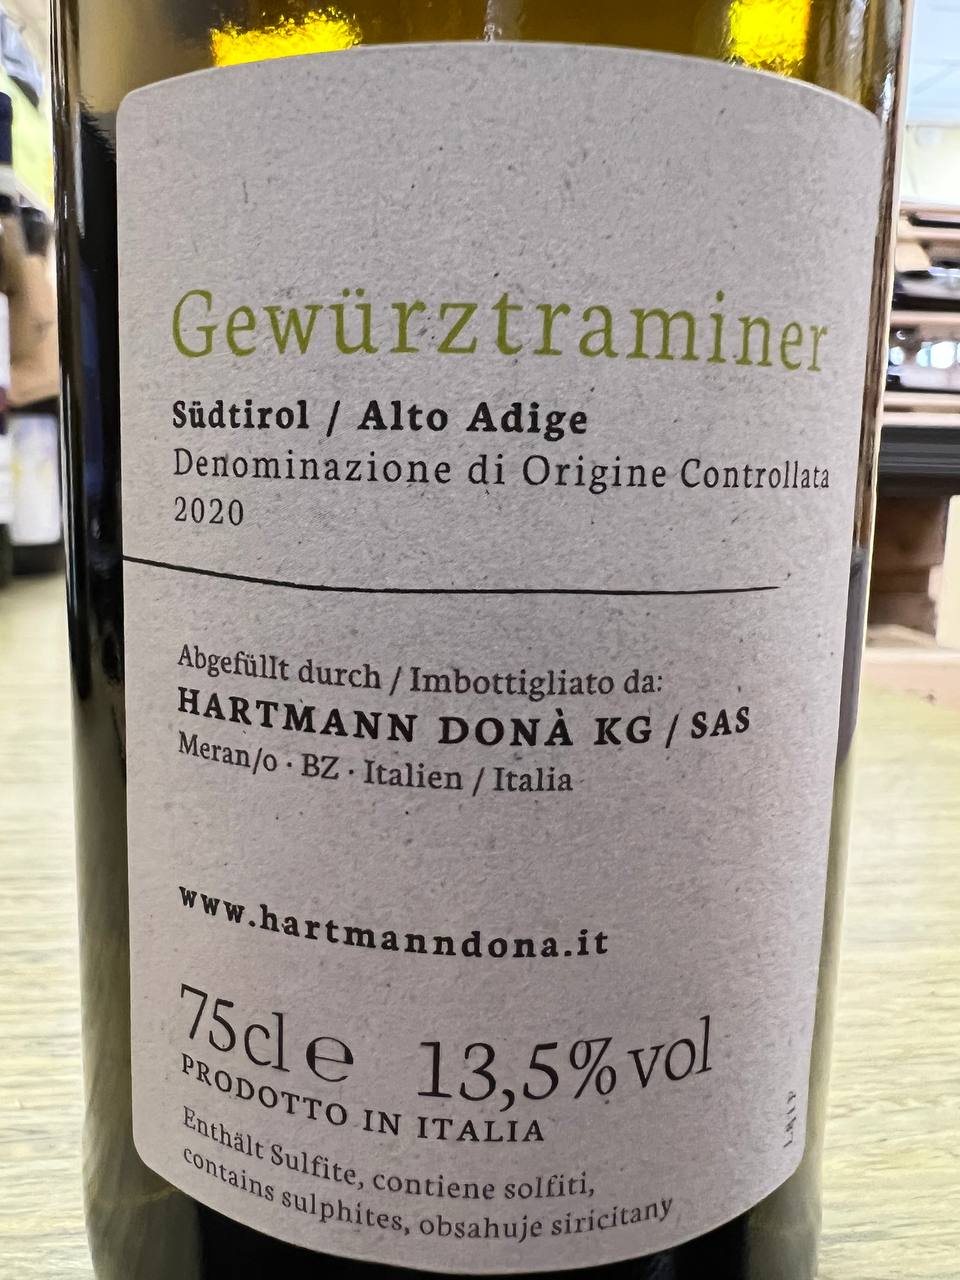 Gewürztraminer
Südtirol / Alto Adige
Denominazione di Origine Controllata
2020
Abgefüllt durch / Imbottigliato da:
HARTMANN DONÀ KG / SAS
Meran/o · BZ · Italien / Italia
www.hartmanndona.it
75cl e 13,5% vol
PRODOTTO IN ITALIA
Enthält Sulfite, contiene solfiti,
contains sulphites, obsahuje siricitany